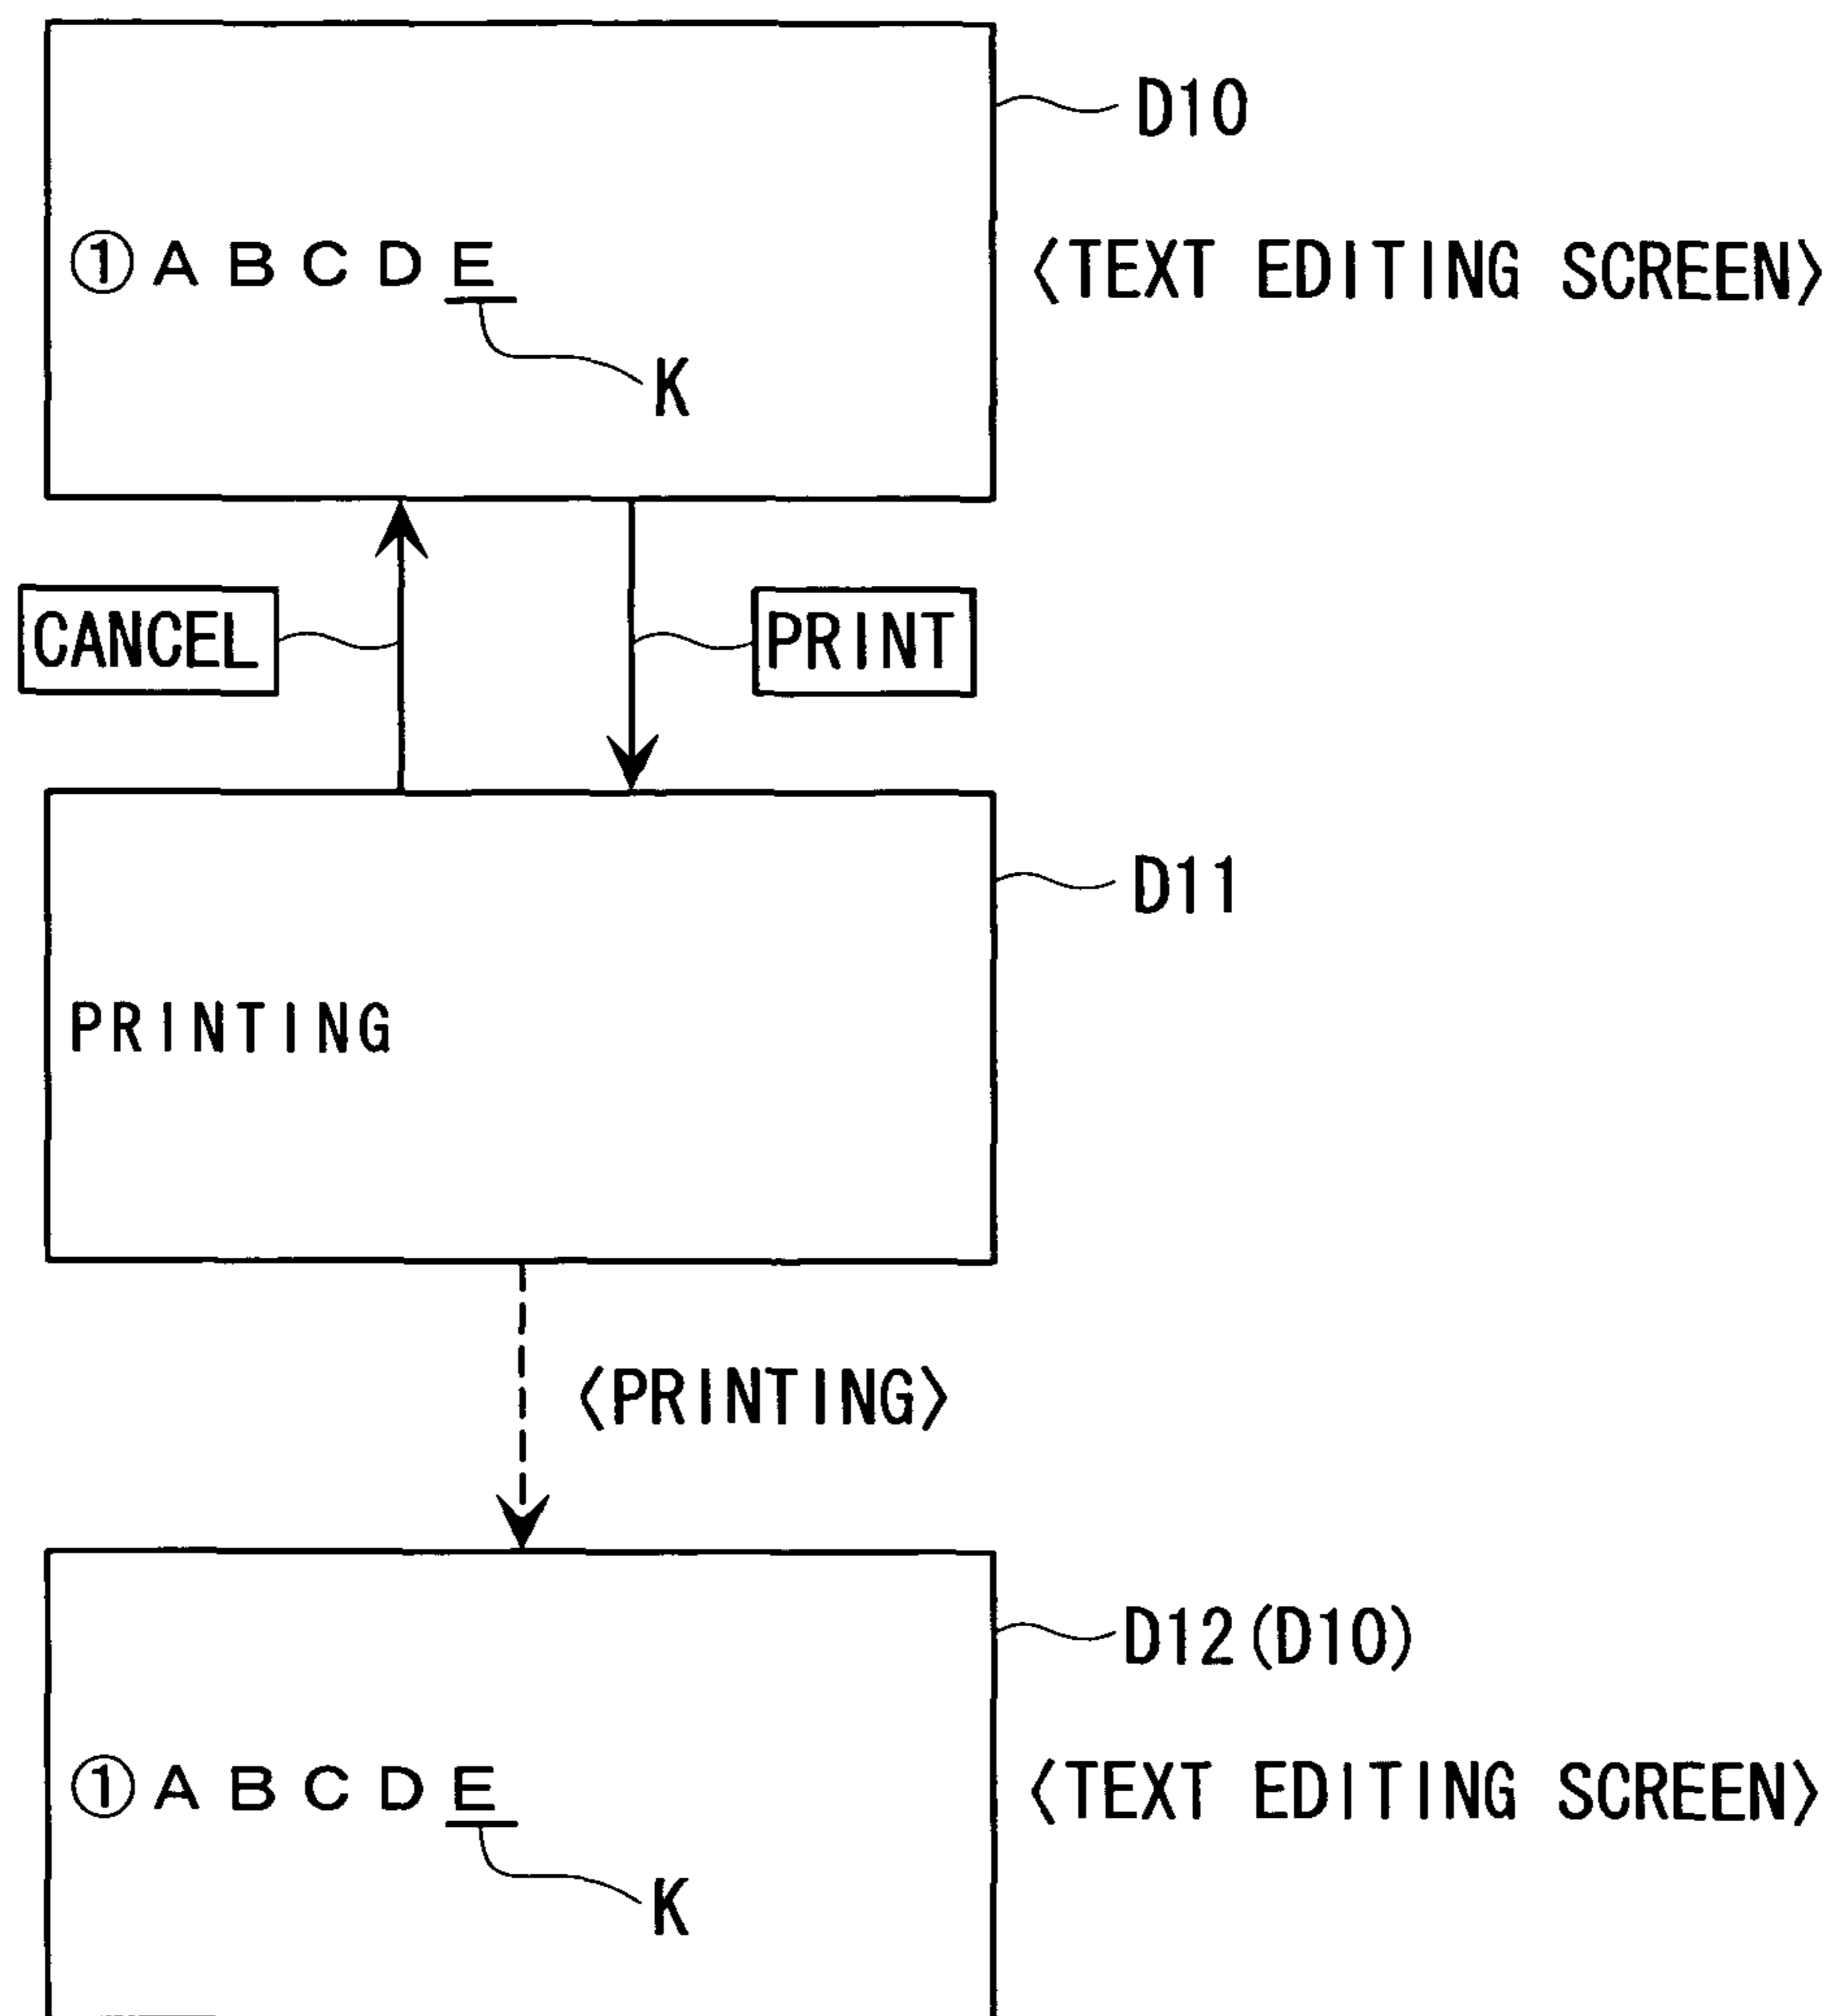 D10
①ABCDE
〈TEXT EDITING SCREEN〉
K
CANCEL
PRINT
D11
PRINTING
〈PRINTING〉
D12(D10)
①ABCDE
〈TEXT EDITING SCREEN〉
K